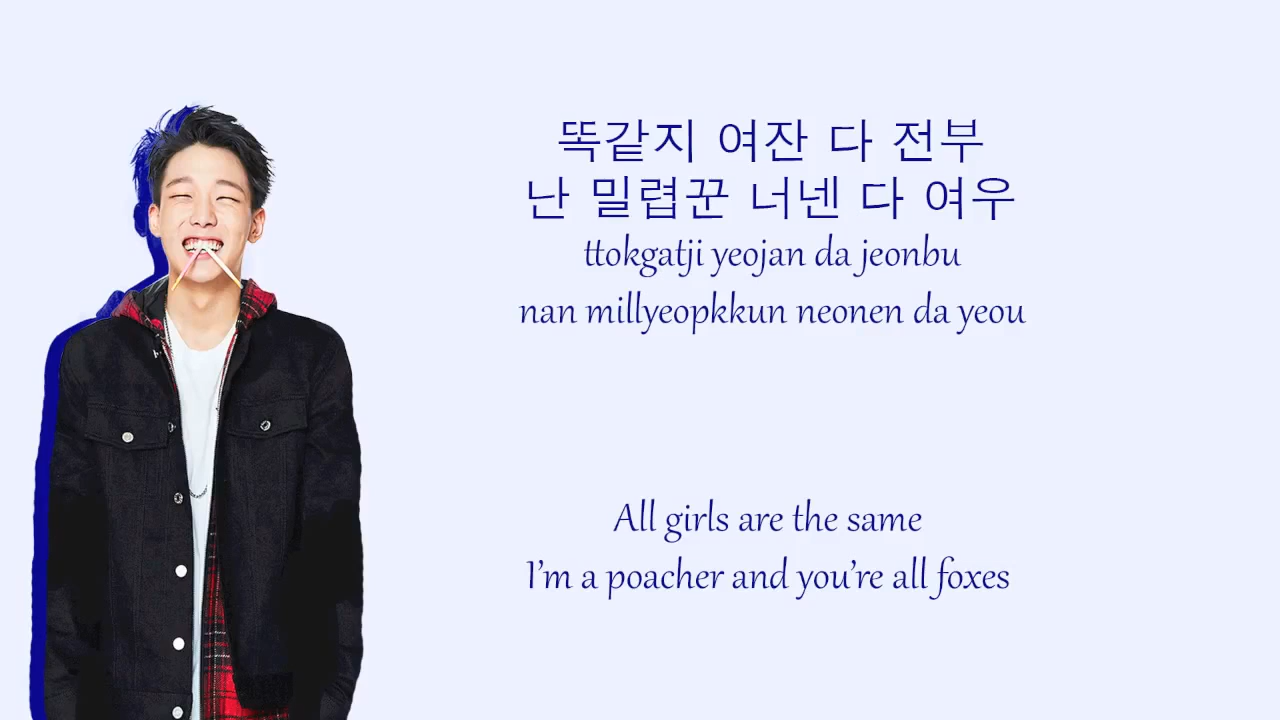 똑같지 여잔 다 전부
난 밀렵꾼 너넨 다 여우
ttokgatji yeojan da jeonbu
nan millyeopkkun neonen da yeou
All girls are the same
I'm a poacher and you're all foxes